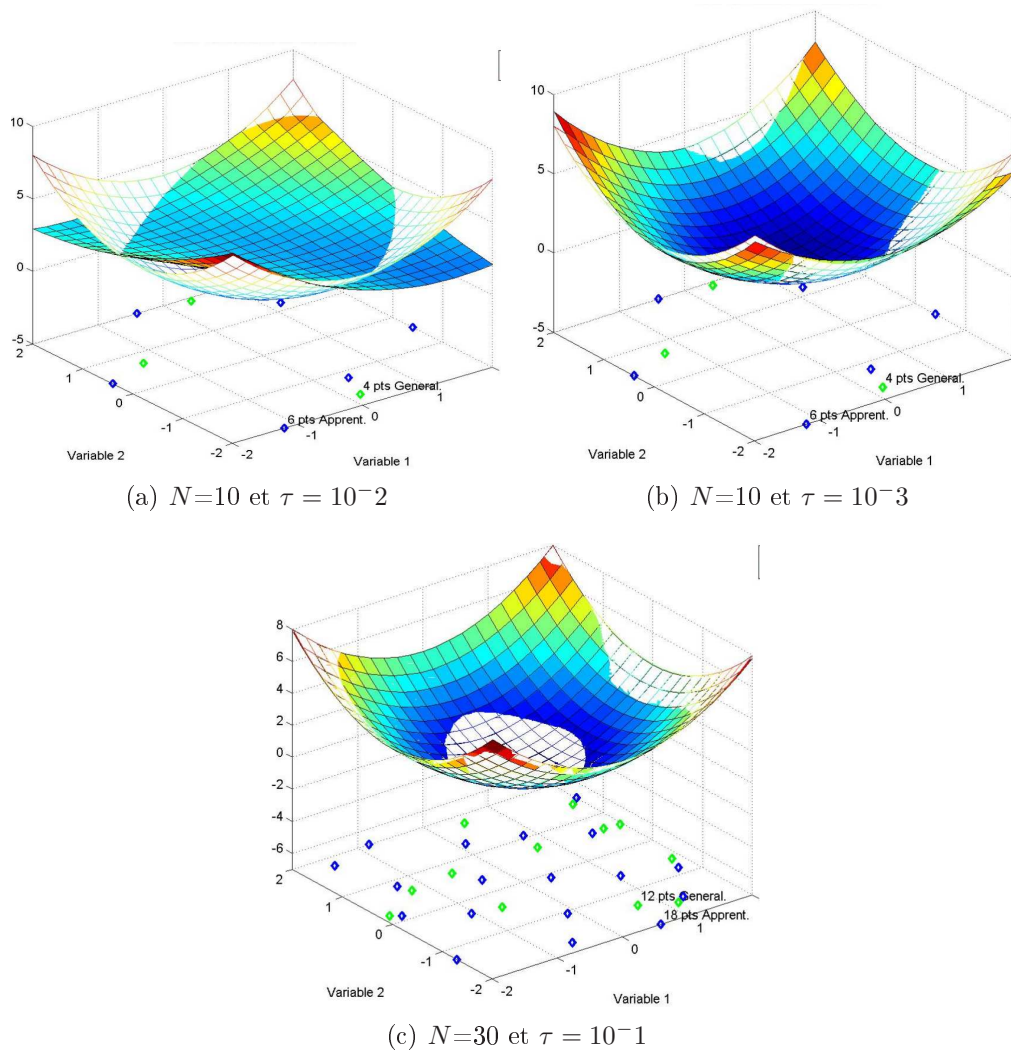 10
5
0
-5
2
1
0
-1
-2
-2
-1
0
1
4 pts General.
6 pts Apprent.
Variable 2
Variable 1
(a) N=10 et τ = 10⁻2
10
5
0
-5
2
1
0
-1
-2
-2
-1
0
1
4 pts General.
6 pts Apprent.
Variable 2
Variable 1
(b) N=10 et τ = 10⁻3
8
6
4
2
0
-2
-4
-6
2
1
0
-1
-2
-2
-1
0
1
12 pts General.
18 pts Apprent.
Variable 2
Variable 1
(c) N=30 et τ = 10⁻1